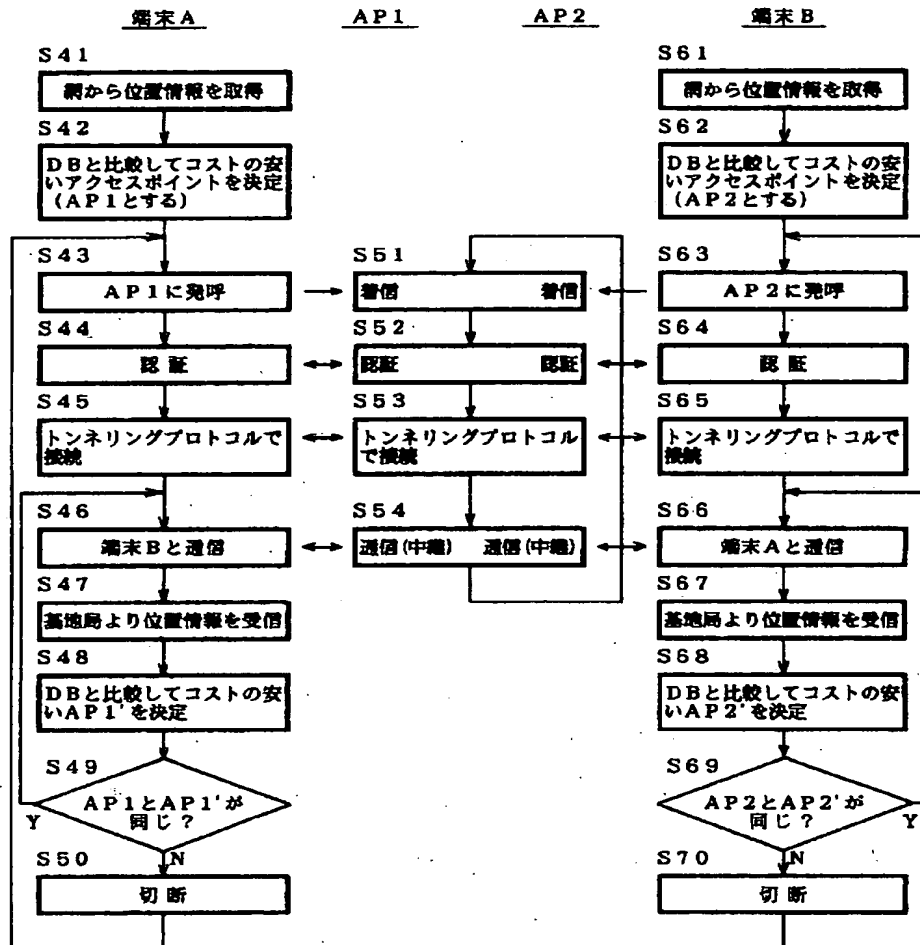 端末A
AP1
AP2
端末B
S41
網から位置情報を取得
S42
DBと比較してコストの安
いアクセスポイントを決定
(AP1とする)
S43
AP1に発呼
S44
認証
S45
トンネリングプロトコルで
接続
S46
端末Bと通信
S47
基地局より位置情報を受信
S48
DBと比較してコストの安
いAP1'を決定
S49
AP1とAP1'が
同じ?
Y
N
S50
切断
S51
着信 着信
S52
認証 認証
S53
トンネリングプロトコル
で接続
S54
通信(中継) 通信(中継)
S61
網から位置情報を取得
S62
DBと比較してコストの安
いアクセスポイントを決定
(AP2とする)
S63
AP2に発呼
S64
認証
S65
トンネリングプロトコルで
接続
S66
端末Aと通信
S67
基地局より位置情報を受信
S68
DBと比較してコストの安
いAP2'を決定
S69
AP2とAP2'が
同じ?
Y
N
S70
切断